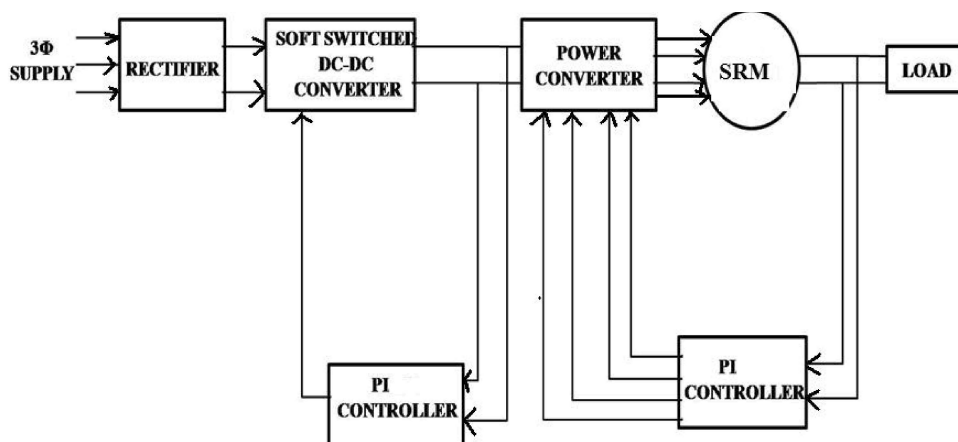 3Φ
SUPPLY
RECTIFIER
SOFT SWITCHED
DC-DC
CONVERTER
POWER
CONVERTER
SRM
LOAD
PI
CONTROLLER
PI
CONTROLLER